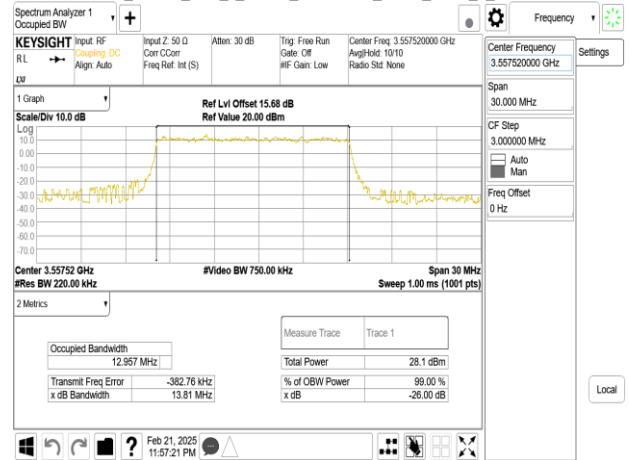 Spectrum Analyzer 1
Occupied BW
Frequency
KEYSIGHT
RL
LXI
Input: RF
Coupling: DC
Align: Auto
Input Z: 50 Ω
Corr CCorr
Freq Ref: Int (S)
Atten: 30 dB
Trig: Free Run
Gate: Off
#IF Gain: Low
Center Freq: 3.557520000 GHz
Avg|Hold: 10/10
Radio Std: None
Center Frequency
3.557520000 GHz
Settings
Span
30.000 MHz
CF Step
3.000000 MHz
Auto
Man
Freq Offset
0 Hz
Local
1 Graph
Scale/Div 10.0 dB
Ref Lvl Offset 15.68 dB
Ref Value 20.00 dBm
Log
10.0
0.00
-10.0
-20.0
-30.0
-40.0
-50.0
-60.0
-70.0
Center 3.55752 GHz
#Video BW 750.00 kHz
Span 30 MHz
#Res BW 220.00 kHz
Sweep 1.00 ms (1001 pts)
2 Metrics
Measure Trace Trace 1
Occupied Bandwidth
12.957 MHz
Total Power 28.1 dBm
Transmit Freq Error -382.76 kHz
% of OBW Power 99.00 %
x dB Bandwidth 13.81 MHz
x dB -26.00 dB
Feb 21, 2025
11:57:21 PM